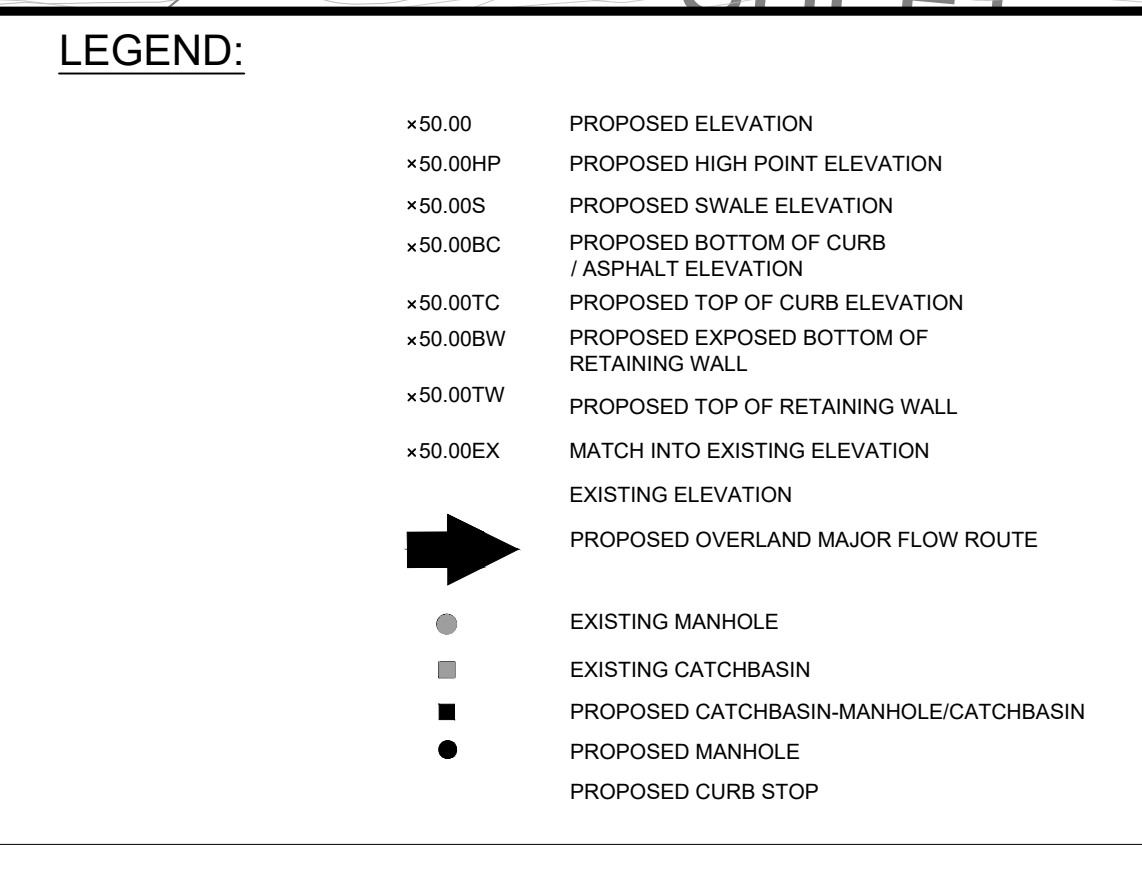 LEGEND:
×50.00 PROPOSED ELEVATION
×50.00HP PROPOSED HIGH POINT ELEVATION
×50.00S PROPOSED SWALE ELEVATION
×50.00BC PROPOSED BOTTOM OF CURB
/ ASPHALT ELEVATION
×50.00TC PROPOSED TOP OF CURB ELEVATION
×50.00BW PROPOSED EXPOSED BOTTOM OF
RETAINING WALL
×50.00TW PROPOSED TOP OF RETAINING WALL
×50.00EX MATCH INTO EXISTING ELEVATION
EXISTING ELEVATION
PROPOSED OVERLAND MAJOR FLOW ROUTE
EXISTING MANHOLE
EXISTING CATCHBASIN
PROPOSED CATCHBASIN-MANHOLE/CATCHBASIN
PROPOSED MANHOLE
PROPOSED CURB STOP